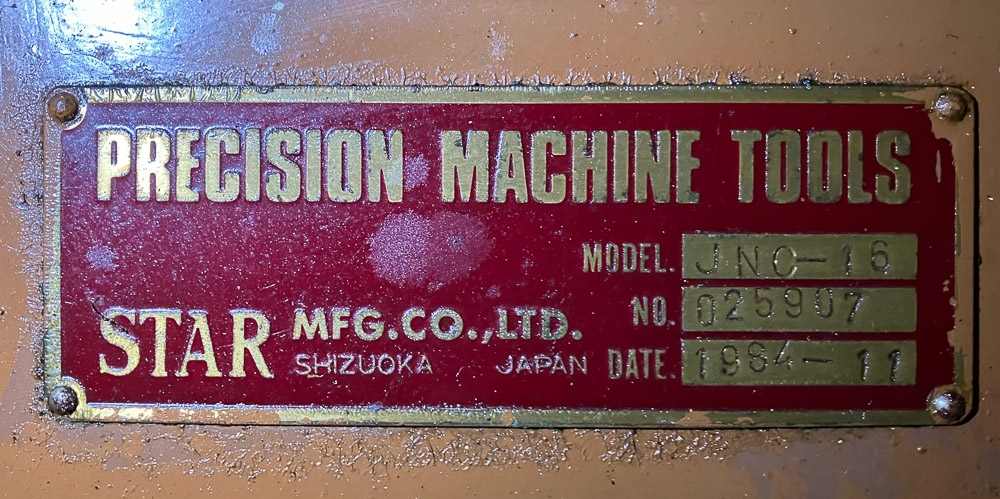 PRECISION MACHINE TOOLS
MODEL. JNC-16
NO. 025907
STAR MFG.CO.,LTD.
SHIZUOKA JAPAN
DATE. 1984-11